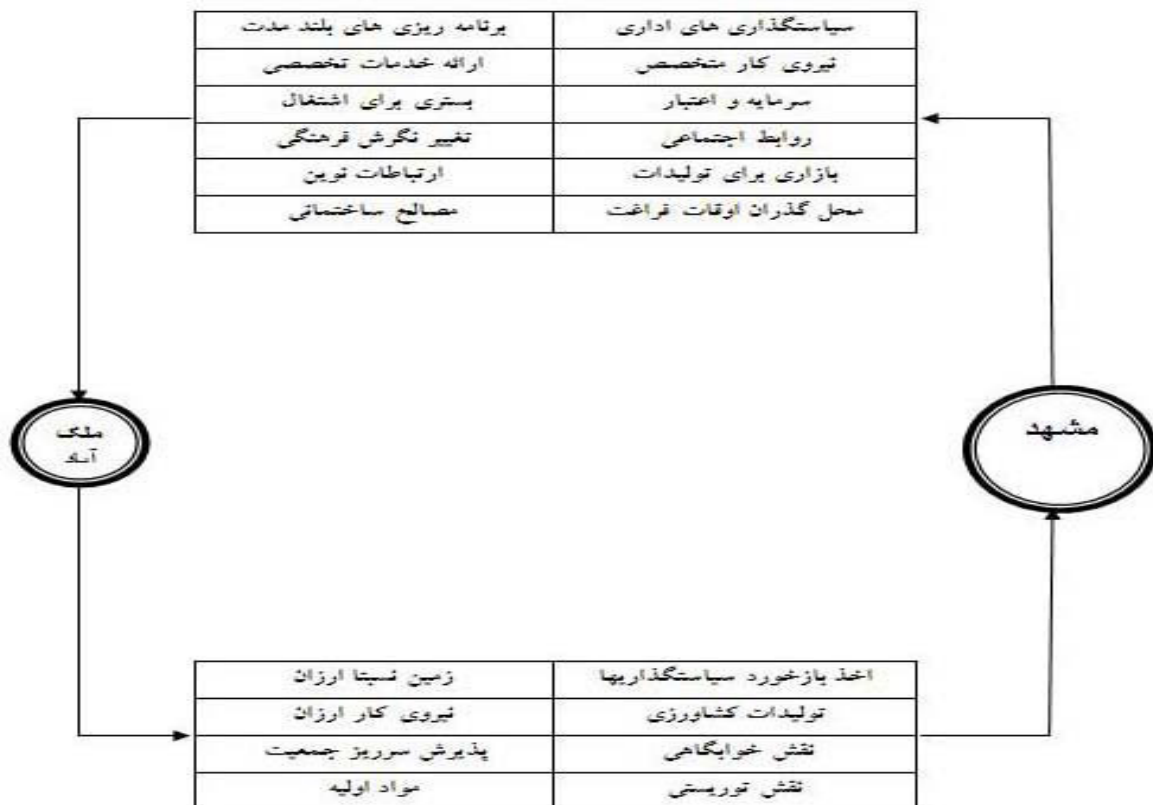 سیاستگذاری های اداری	برنامه ریزی های بلند مدت
نیروی کار متخصص	ارائه خدمات تخصصی
سرمایه و اعتبار	بستری برای اشتغال
روابط اجتماعی	تغییر نگرش فرهنگی
بازاری برای تولیدات	ارتباطات نوین
محل گذران اوقات فراغت	مصالح ساختمانی
مشهد
ملک
آباد
اخذ بازخورد سیاستگذاریها	زمین نسبتا ارزان
تولیدات کشاورزی	نیروی کار ارزان
نقش خوابگاهی	پذیرش سرریز جمعیت
نقش توریستی	مواد اولیه